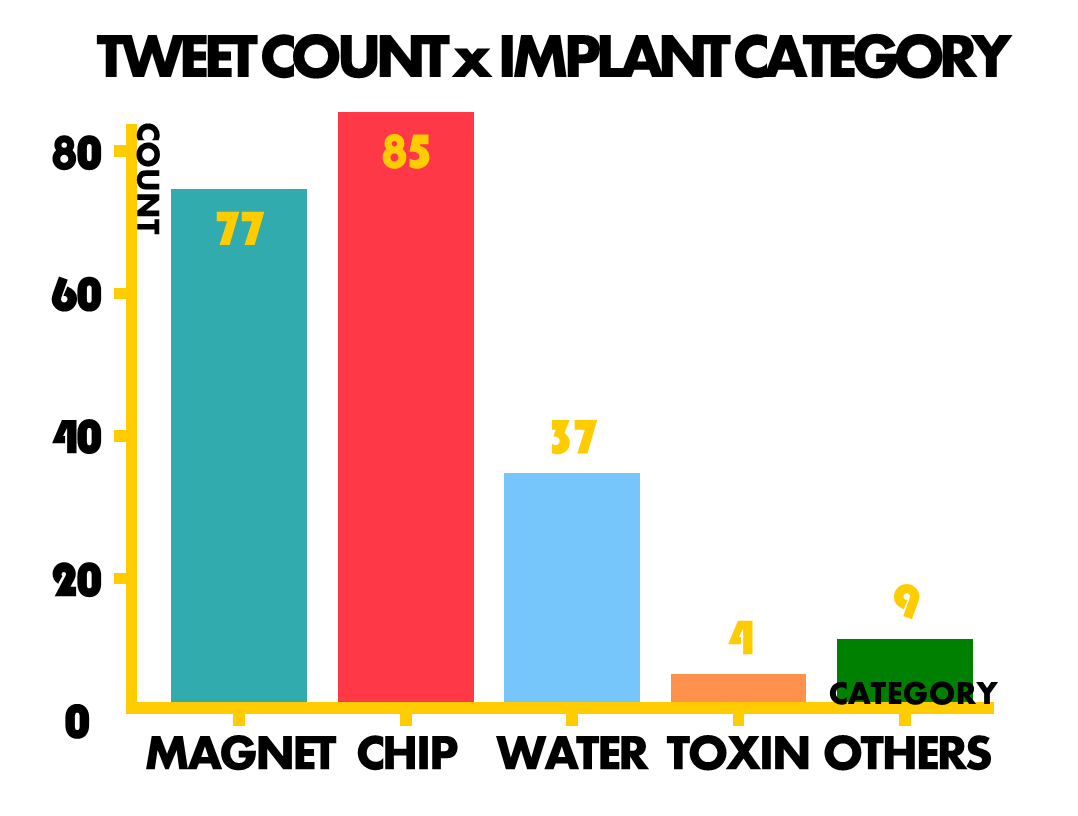 TWEET COUNT x IMPLANT CATEGORY
COUNT
80
60
40
20
0
77
85
37
4
9
CATEGORY
MAGNET CHIP WATER TOXIN OTHERS